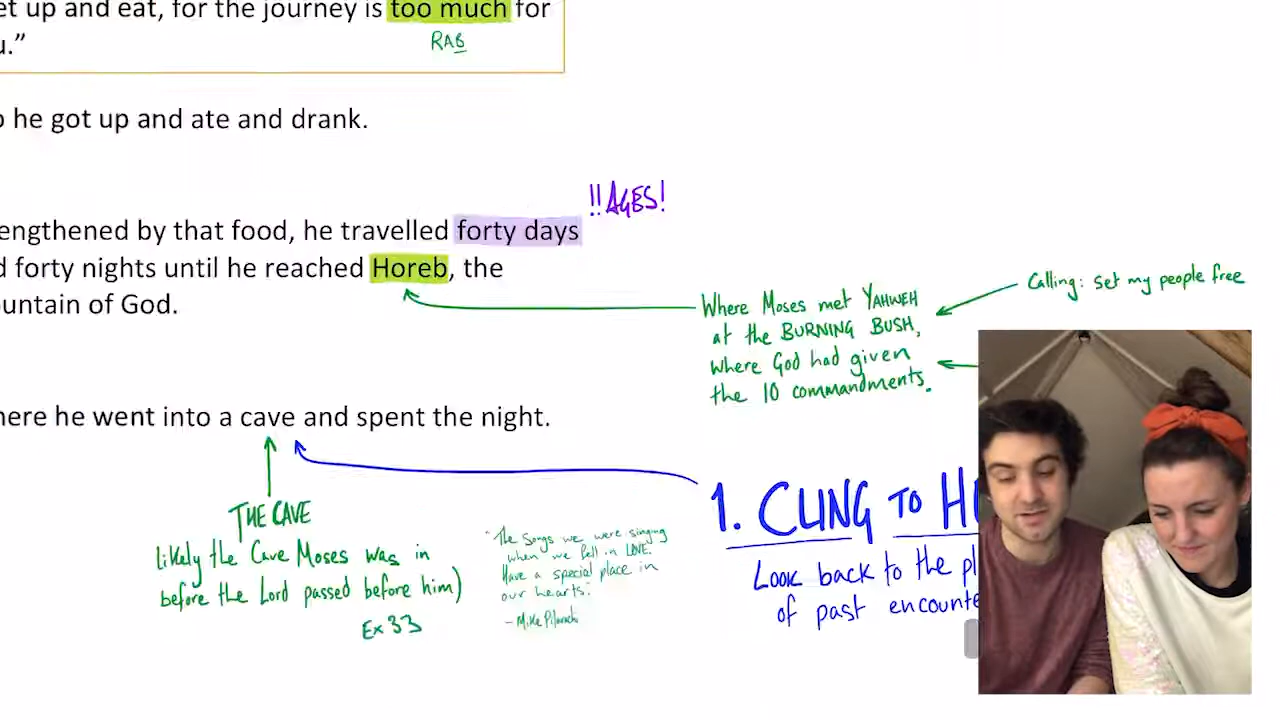 et up and eat, for the journey is too much for
u.”
RAB
o he got up and ate and drank.
!!AGES!
engthened by that food, he travelled forty days
d forty nights until he reached Horeb, the
ountain of God.
Calling: Set my people free
Where Moses met YAHWEH
at the BURNING BUSH,
where God had given
the 10 commandments.
here he went into a cave and spent the night.
THE CAVE
likely the Cave Moses was in
before the Lord passed before him)
Ex 33
"The songs we were singing
when we fell in LOVE.
Have a special place in
our hearts."
- Mike Pilavachi
1. CLING TO HO
Look back to the pl
of past encounte